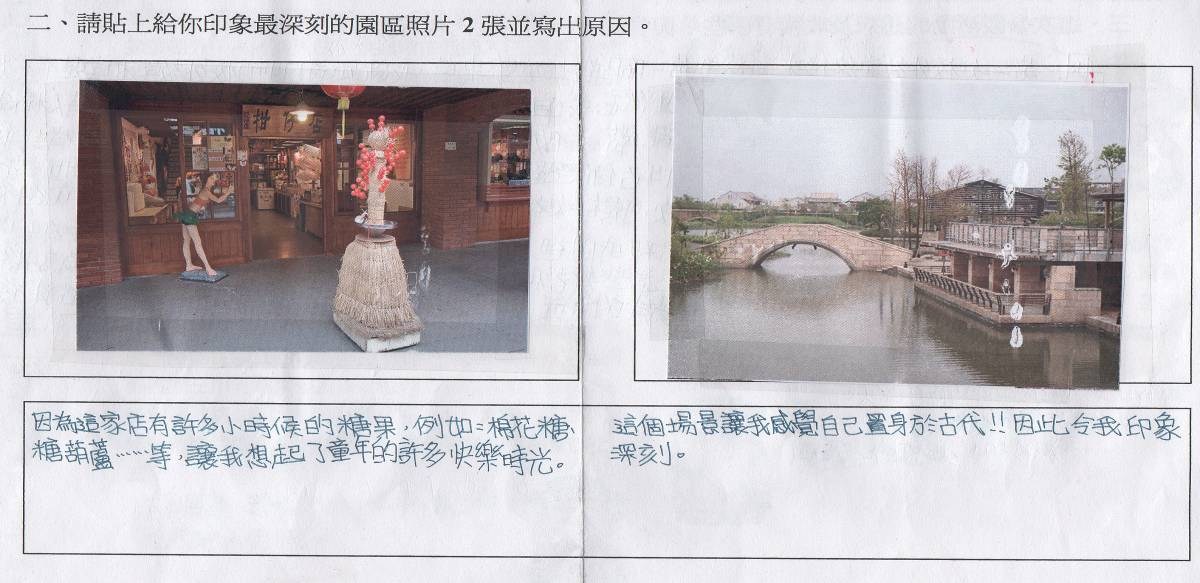 二、請貼上給你印象最深刻的園區照片 2 張並寫出原因。
柑仔店
因為這家店有許多小時候的糖果，例如：棉花糖、
糖葫蘆……等，讓我想起了童年的許多快樂時光。
這個場景讓我感覺自己置身於古代!! 因此令我印象
深刻。